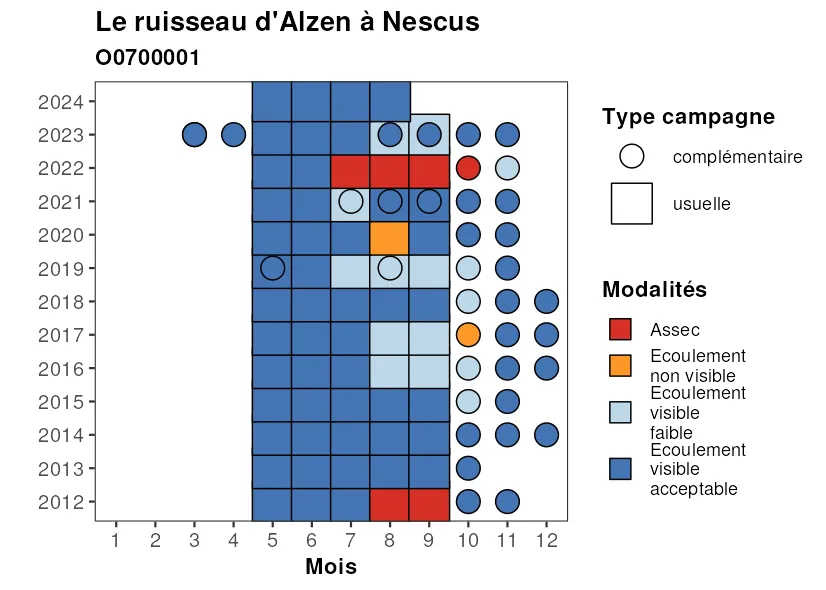 Le ruisseau d'Alzen à Nescus
O0700001
2024
2023
2022
2021
2020
2019
2018
2017
2016
2015
2014
2013
2012
1 2 3 4 5 6 7 8 9 10 11 12
Mois
Type campagne
complémentaire
usuelle
Modalités
Assec
Ecoulement
non visible
Ecoulement
visible
faible
Ecoulement
visible
acceptable